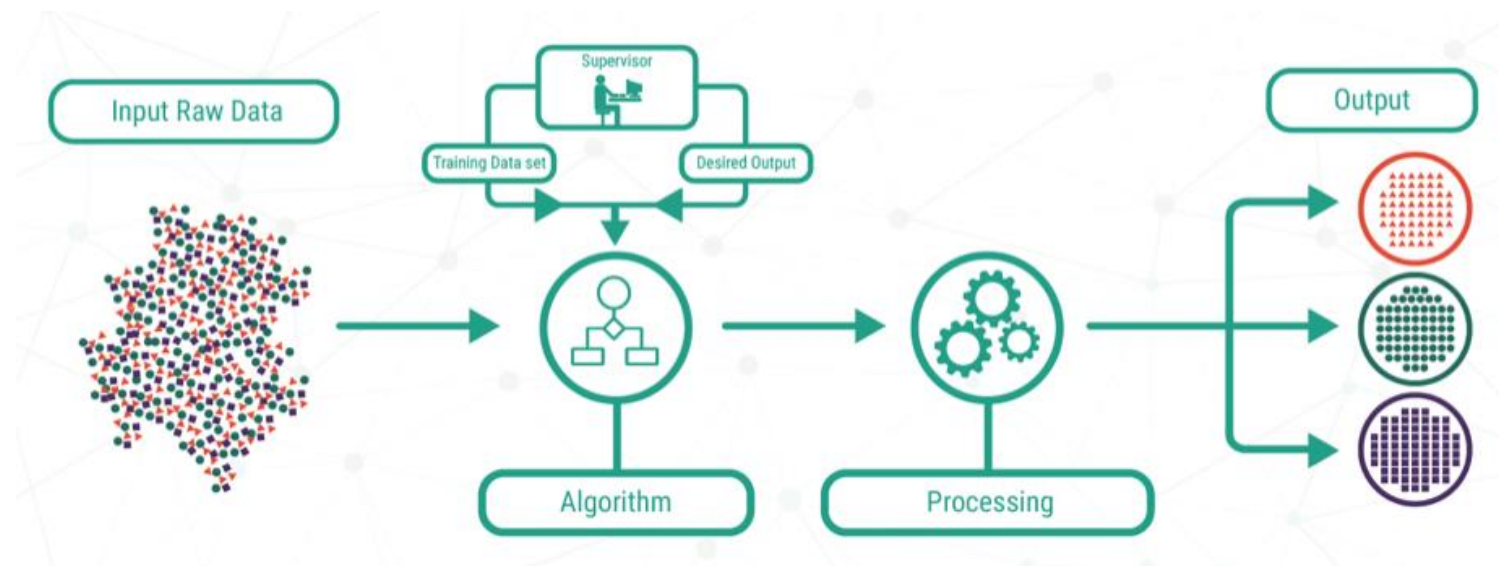 Input Raw Data
Supervisor
Training Data set
Desired Output
Algorithm
Processing
Output